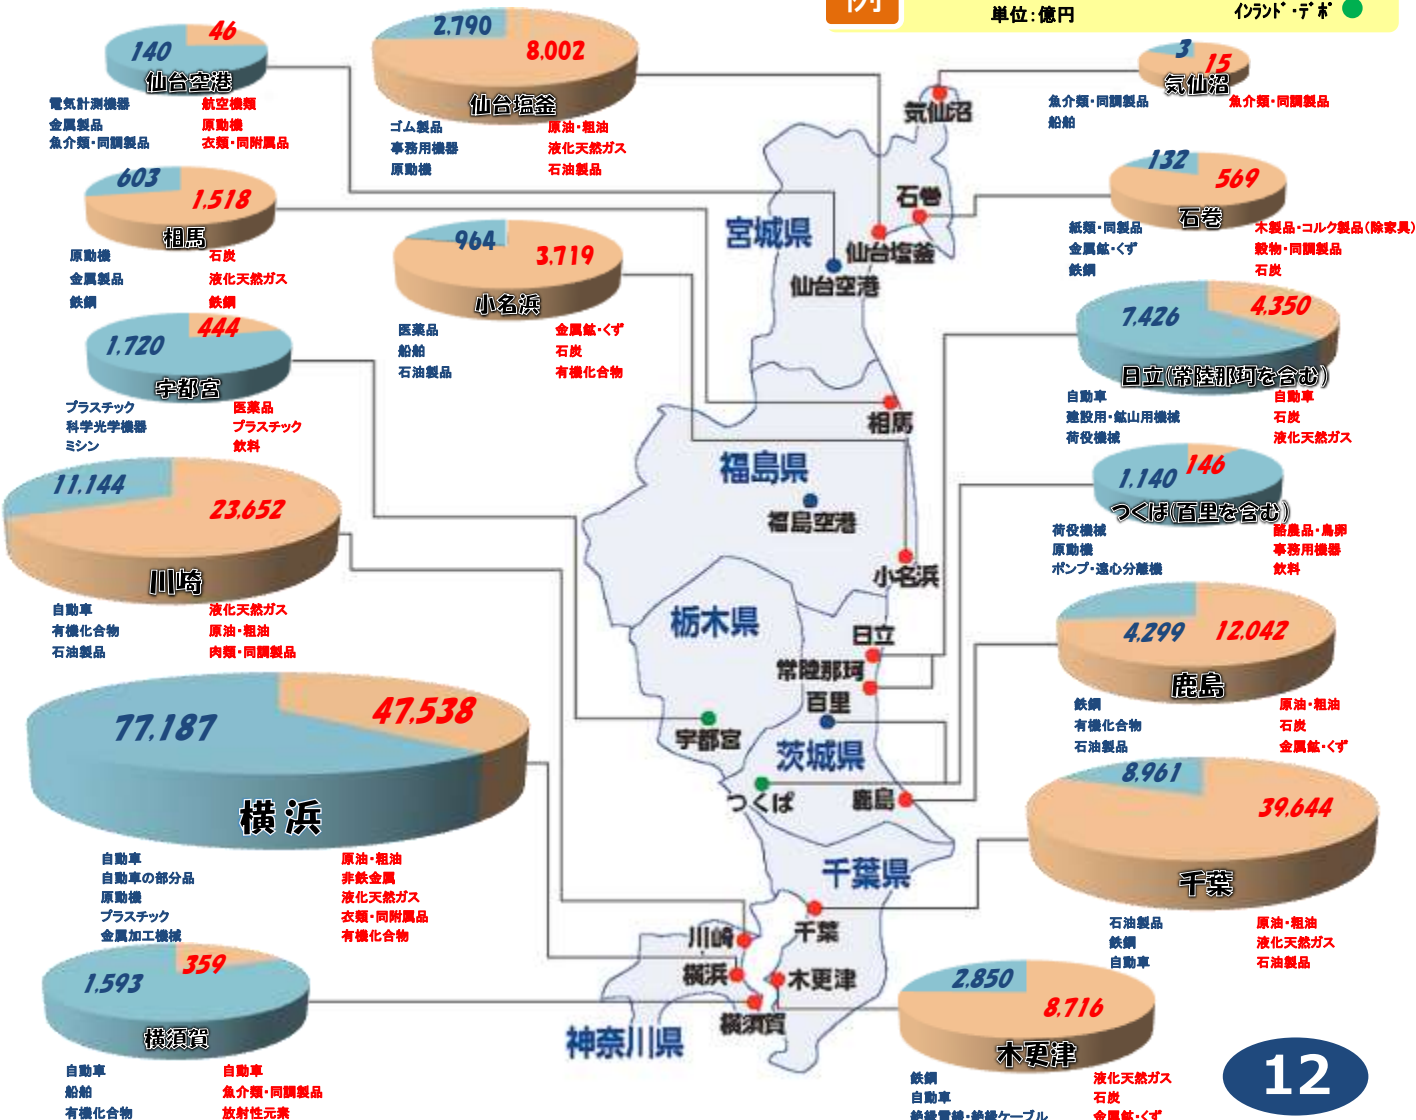 例
単位：億円
インランド・デポ
140
46
仙台空港
電気計測機器
金属製品
魚介類・同調製品
航空機類
原動機
衣類・同附属品
2,790
8,002
仙台塩釜
ゴム製品
事務用機器
原動機
原油・粗油
液化天然ガス
石油製品
3
15
気仙沼
魚介類・同調製品
船舶
魚介類・同調製品
603
1,518
相馬
原動機
金属製品
鉄鋼
石炭
液化天然ガス
鉄鋼
964
3,719
小名浜
医薬品
船舶
石油製品
金属鉱・くず
石炭
有機化合物
132
569
石巻
紙類・同製品
金属鉱・くず
鉄鋼
木製品・コルク製品（除家具）
穀物・同調製品
石炭
1,720
444
宇都宮
プラスチック
科学光学機器
ミシン
医薬品
プラスチック
飲料
7,426
4,350
日立(常陸那珂を含む)
自動車
建設用・鉱山用機械
荷役機械
自動車
石炭
液化天然ガス
1,140
146
つくば(百里を含む)
荷役機械
原動機
ポンプ・遠心分離機
酪農品・鳥卵
事務用機器
飲料
11,144
23,652
川崎
自動車
有機化合物
石油製品
液化天然ガス
原油・粗油
肉類・同調製品
4,299
12,042
鹿島
鉄鋼
有機化合物
石油製品
原油・粗油
石炭
金属鉱・くず
77,187
47,538
横浜
自動車
自動車の部分品
原動機
プラスチック
金属加工機械
原油・粗油
非鉄金属
液化天然ガス
衣類・同附属品
有機化合物
8,961
39,644
千葉
石油製品
鉄鋼
自動車
原油・粗油
液化天然ガス
石油製品
1,593
359
横須賀
自動車
船舶
有機化合物
自動車
魚介類・同調製品
放射性元素
2,850
8,716
木更津
鉄鋼
自動車
絶縁電線・絶縁ケーブル
液化天然ガス
石炭
金属鉱・くず
気仙沼
石巻
宮城県
仙台塩釜
仙台空港
相馬
福島県
福島空港
小名浜
栃木県
日立
常陸那珂
百里
宇都宮
茨城県
つくば
鹿島
千葉県
千葉
川崎
横浜
木更津
横須賀
神奈川県
12